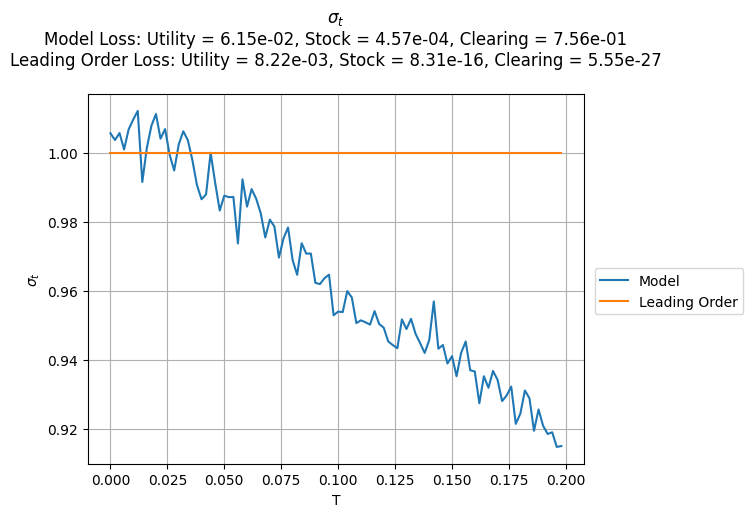 σt
Model Loss: Utility = 6.15e-02, Stock = 4.57e-04, Clearing = 7.56e-01
Leading Order Loss: Utility = 8.22e-03, Stock = 8.31e-16, Clearing = 5.55e-27
1.00
0.98
0.96
0.94
0.92
σt
0.000
0.025
0.050
0.075
0.100
0.125
0.150
0.175
0.200
T
Model
Leading Order